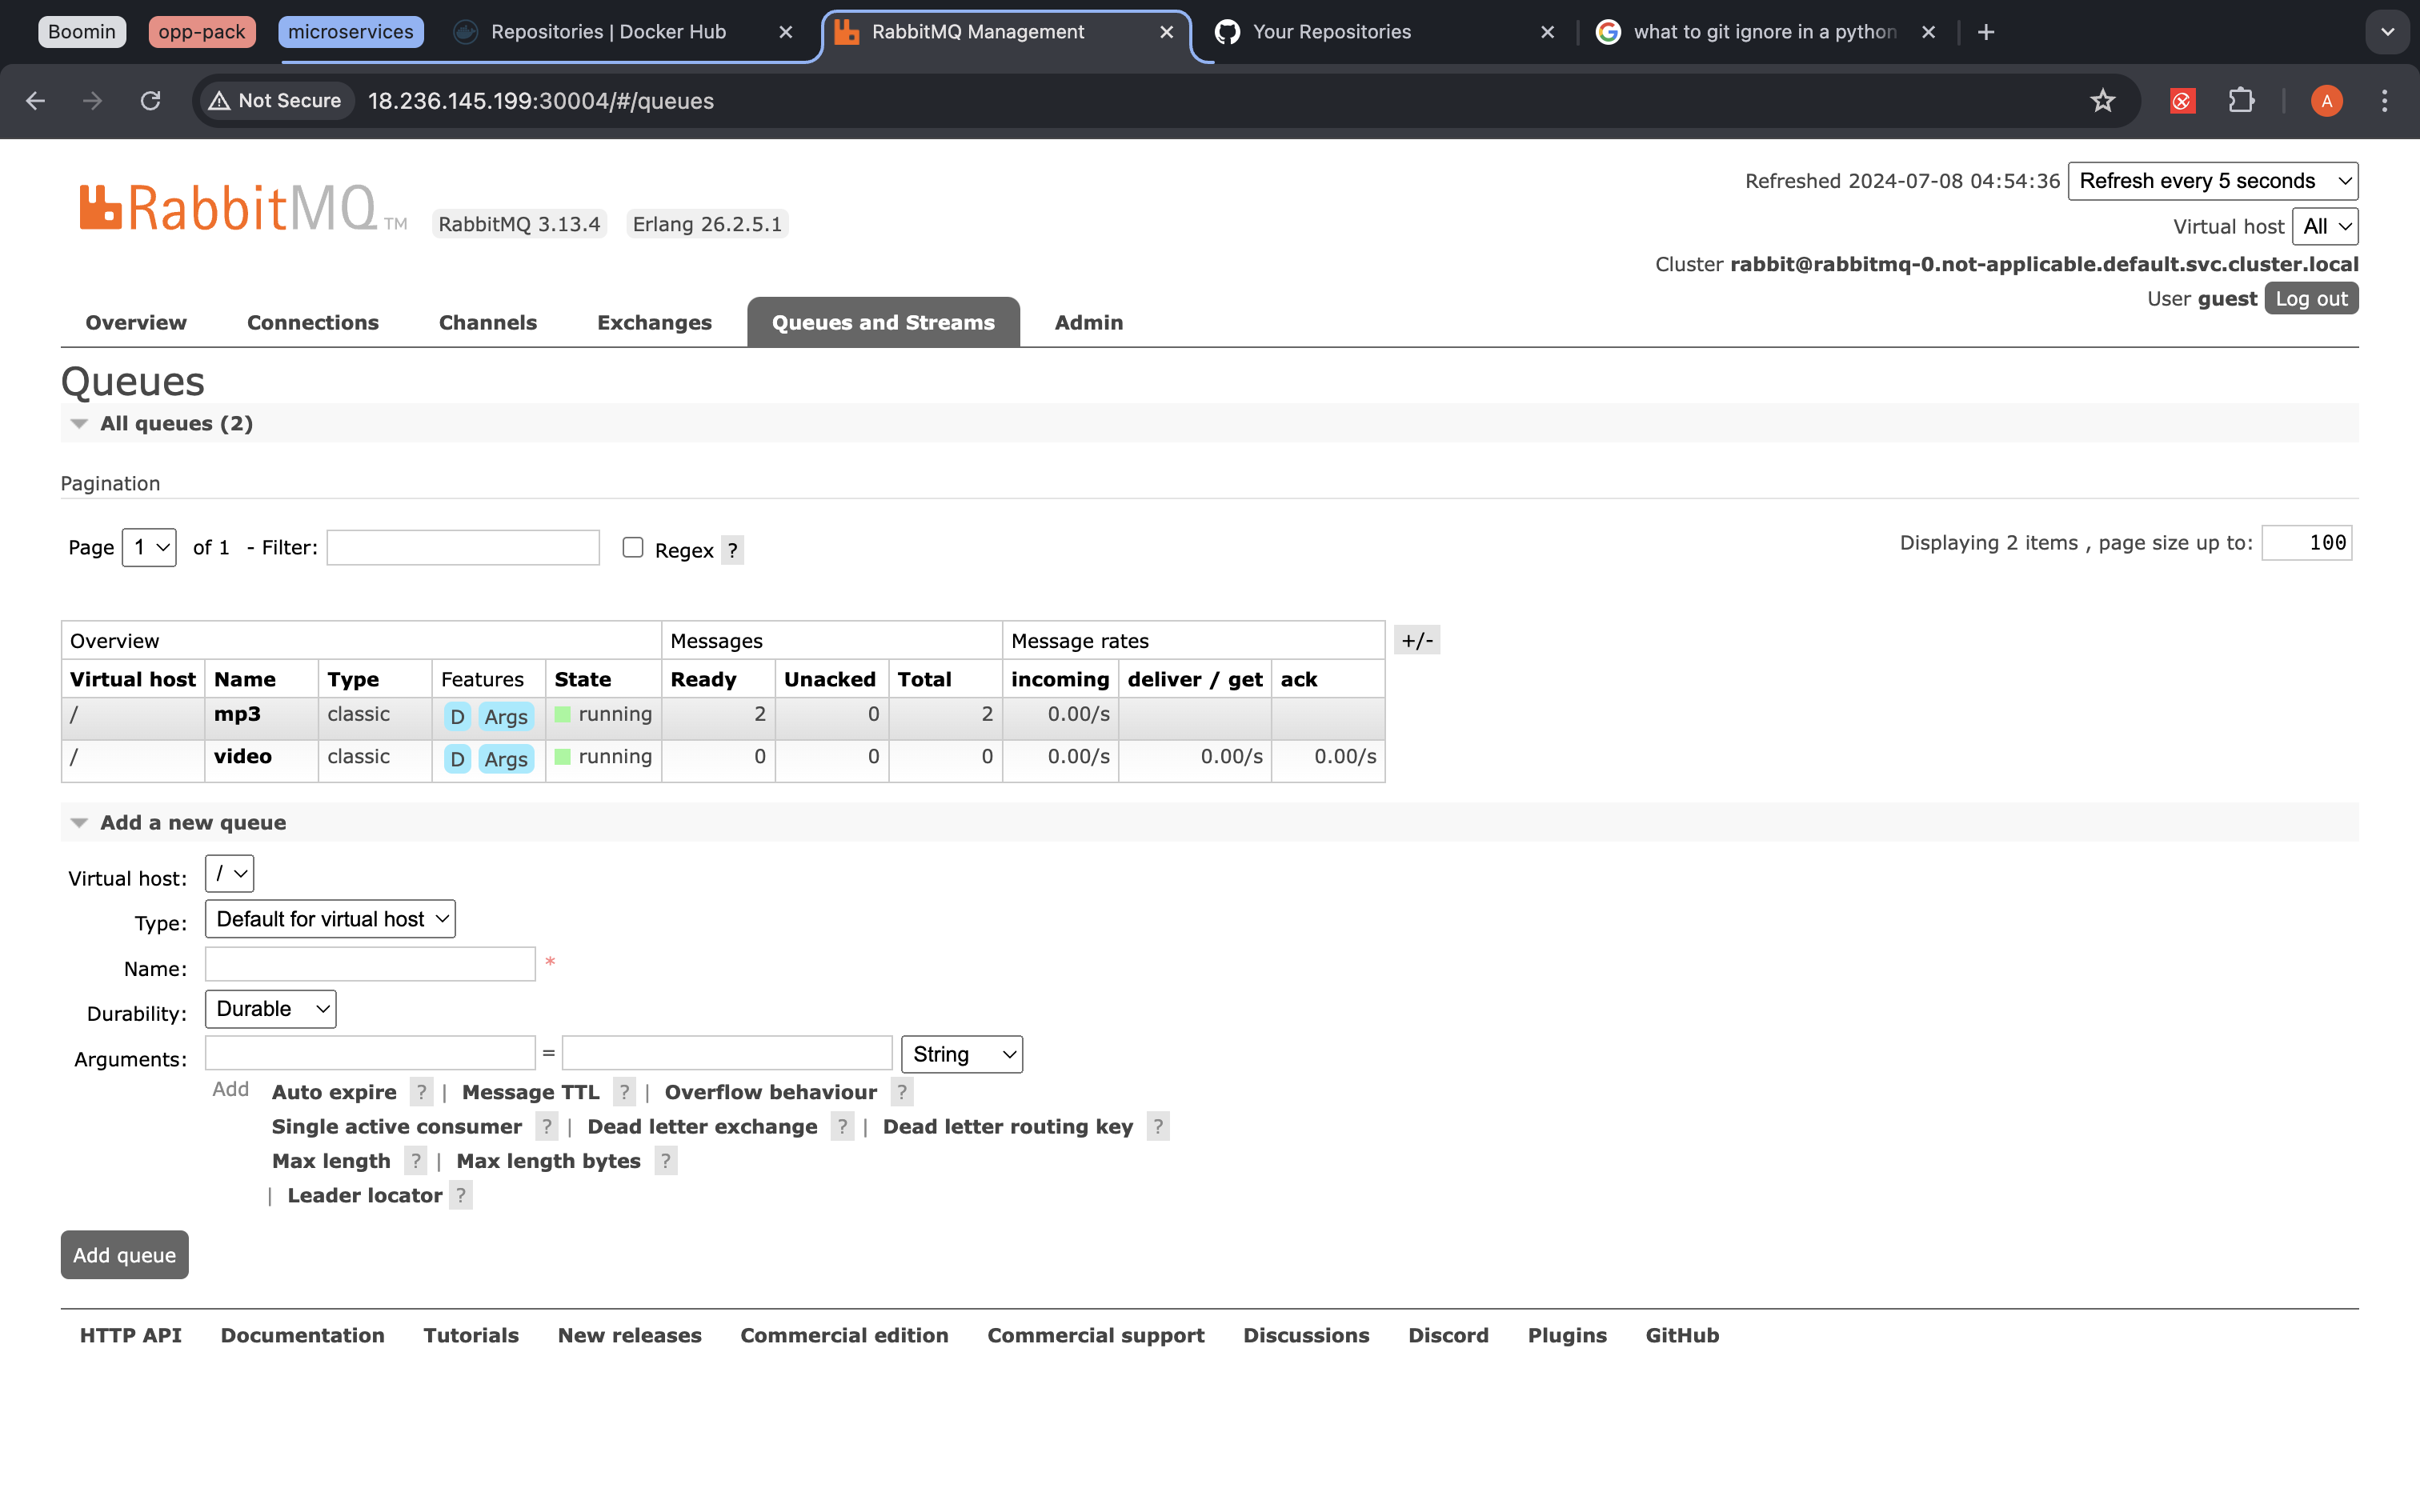 Boomin opp-pack microservices Repositories | Docker Hub RabbitMQ Management Your Repositories what to git ignore in a python
Not Secure 18.236.145.199:30004/#/queues A
Refreshed 2024-07-08 04:54:36 Refresh every 5 seconds
RabbitMQ TM RabbitMQ 3.13.4 Erlang 26.2.5.1
Virtual host All
Cluster rabbit@rabbitmq-0.not-applicable.default.svc.cluster.local
User guest Log out
Overview Connections Channels Exchanges Queues and Streams Admin
Queues
All queues (2)
Pagination
Page 1 of 1 - Filter: Regex ? Displaying 2 items , page size up to: 100
Overview Messages Message rates +/-
Virtual host Name Type Features State Ready Unacked Total incoming deliver / get ack
/ mp3 classic D Args running 2 0 2 0.00/s
/ video classic D Args running 0 0 0 0.00/s 0.00/s 0.00/s
Add a new queue
Virtual host: /
Type: Default for virtual host
Name: *
Durability: Durable
Arguments: = String
Add Auto expire ? | Message TTL ? | Overflow behaviour ?
Single active consumer ? | Dead letter exchange ? | Dead letter routing key ?
Max length ? | Max length bytes ?
| Leader locator ?
Add queue
HTTP API Documentation Tutorials New releases Commercial edition Commercial support Discussions Discord Plugins GitHub